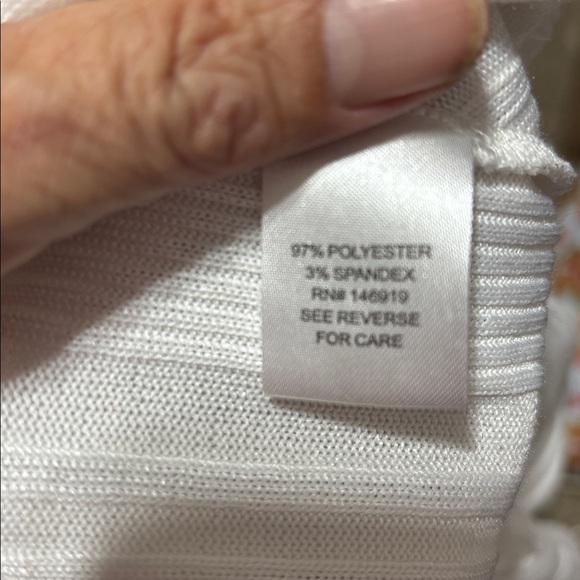 97% POLYESTER
3% SPANDEX
RN# 146919
SEE REVERSE
FOR CARE